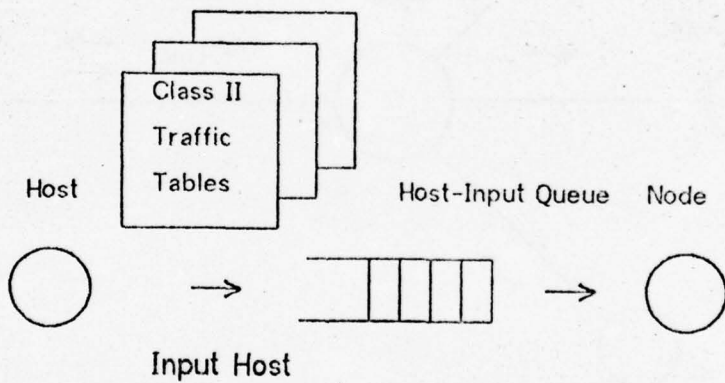 Class II
Traffic
Tables
Host
Host-Input Queue
Node
Input Host